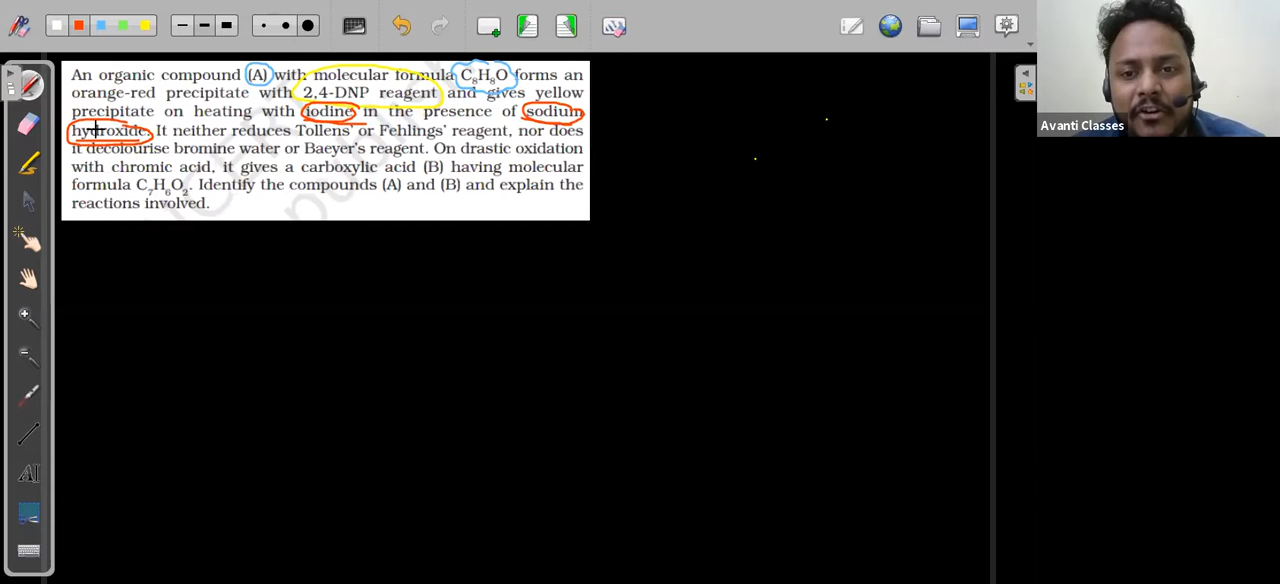 An organic compound (A) with molecular formula C₈H₈O forms an
orange-red precipitate with 2,4-DNP reagent and gives yellow
precipitate on heating with iodine in the presence of sodium
hydroxide. It neither reduces Tollens' or Fehlings' reagent, nor does
it decolourise bromine water or Baeyer's reagent. On drastic oxidation
with chromic acid, it gives a carboxylic acid (B) having molecular
formula C₇H₆O₂. Identify the compounds (A) and (B) and explain the
reactions involved.
Avanti Classes
AI